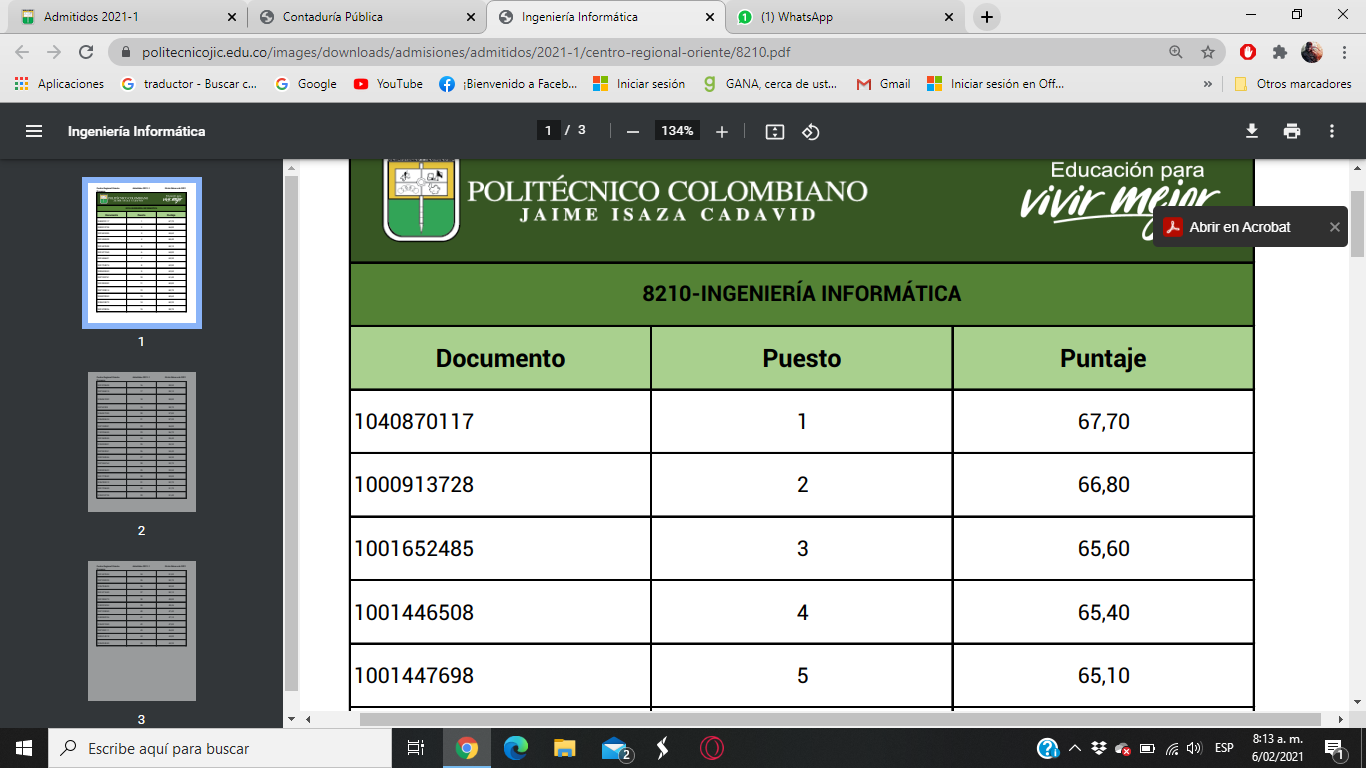 Admitidos 2021-1
Contaduría Pública
Ingeniería Informática
(1) WhatsApp
politecnicojic.edu.co/images/downloads/admisiones/admitidos/2021-1/centro-regional-oriente/8210.pdf
Aplicaciones
traductor - Buscar c...
Google
YouTube
¡Bienvenido a Faceb...
Iniciar sesión
GANA, cerca de ust...
Gmail
Iniciar sesión en Off...
»
Otros marcadores
Ingeniería Informática
1 / 3
134%
Educación para
vivir mejor
POLITÉCNICO COLOMBIANO
JAIME ISAZA CADAVID
Abrir en Acrobat
8210-INGENIERÍA INFORMÁTICA
Documento Puesto Puntaje
1040870117 1 67,70
1000913728 2 66,80
1001652485 3 65,60
1001446508 4 65,40
1001447698 5 65,10
1
2
3
Escribe aquí para buscar
2
ESP
8:13 a. m.
6/02/2021
1